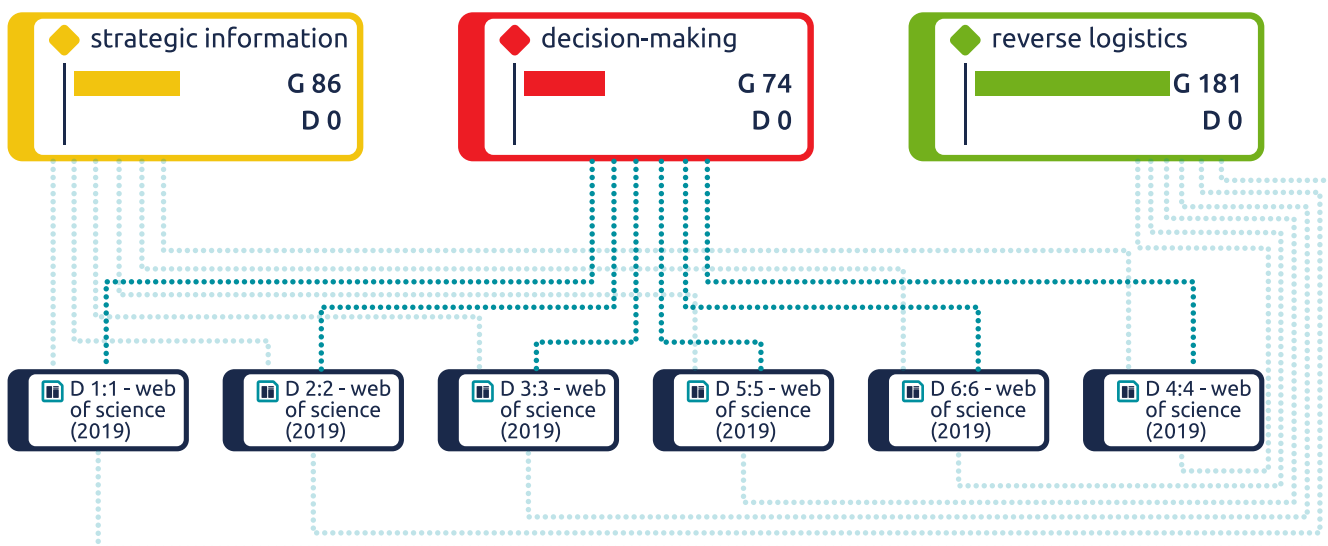 strategic information
G 86
D 0
decision-making
G 74
D 0
reverse logistics
G 181
D 0
D 1:1 - web
of science
(2019)
D 2:2 - web
of science
(2019)
D 3:3 - web
of science
(2019)
D 5:5 - web
of science
(2019)
D 6:6 - web
of science
(2019)
D 4:4 - web
of science
(2019)